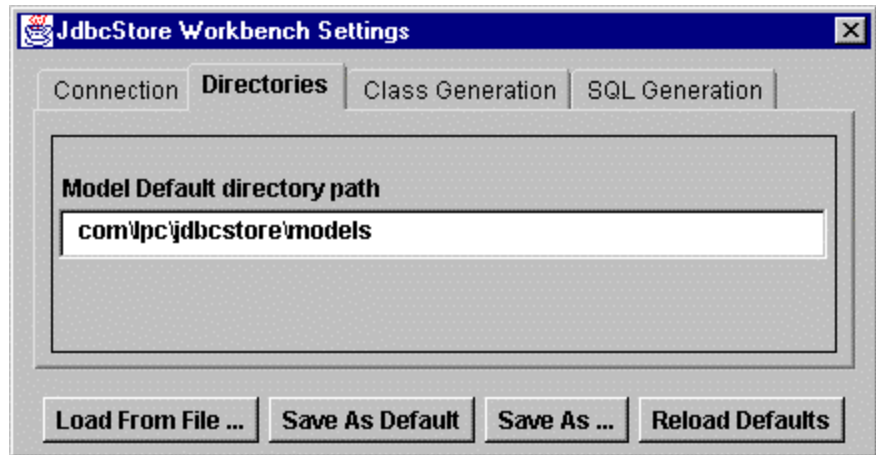 JdbcStore Workbench Settings
Connection Directories Class Generation SQL Generation
Model Default directory path
com\lpc\jdbcstore\models
Load From File ... Save As Default Save As ... Reload Defaults